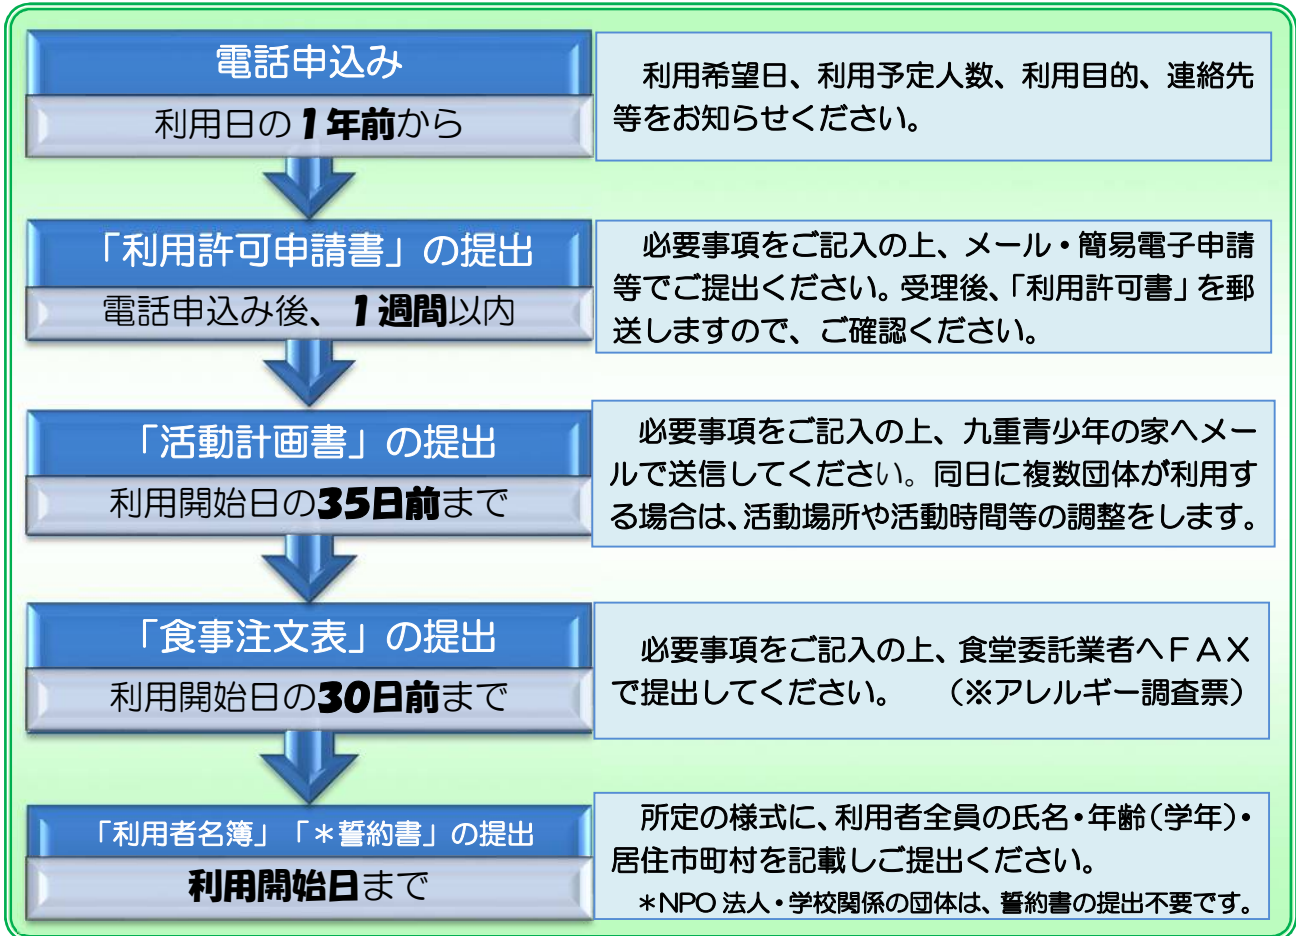 電話申込み
利用日の1年前から
利用希望日、利用予定人数、利用目的、連絡先
等をお知らせください。
「利用許可申請書」の提出
電話申込み後、1週間以内
必要事項をご記入の上、メール・簡易電子申請
等でご提出ください。受理後、「利用許可書」を郵
送しますので、ご確認ください。
「活動計画書」の提出
利用開始日の35日前まで
必要事項をご記入の上、九重青少年の家へメー
ルで送信してください。同日に複数団体が利用す
る場合は、活動場所や活動時間等の調整をします。
「食事注文表」の提出
利用開始日の30日前まで
必要事項をご記入の上、食堂委託業者へFAX
で提出してください。 (※アレルギー調査票)
「利用者名簿」「*誓約書」の提出
利用開始日まで
所定の様式に、利用者全員の氏名・年齢(学年)・
居住市町村を記載しご提出ください。
*NPO法人・学校関係の団体は、誓約書の提出不要です。